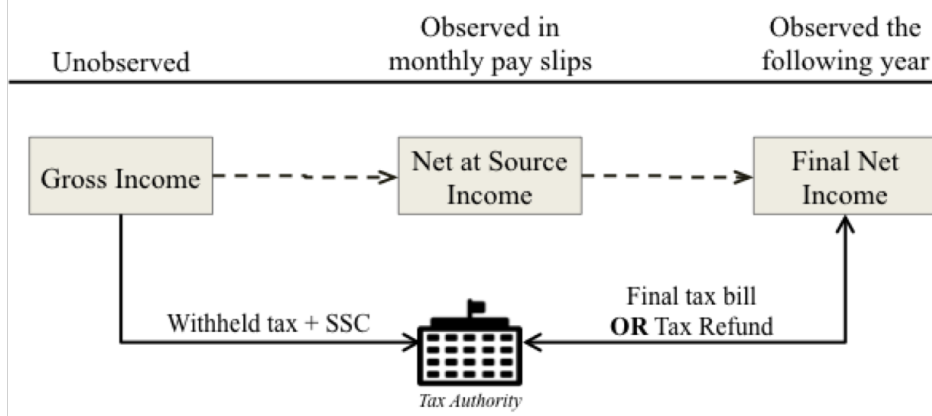 Unobserved
Observed in
monthly pay slips
Observed the
following year
Gross Income
Net at Source
Income
Final Net
Income
Withheld tax + SSC
Final tax bill
OR Tax Refund
Tax Authority